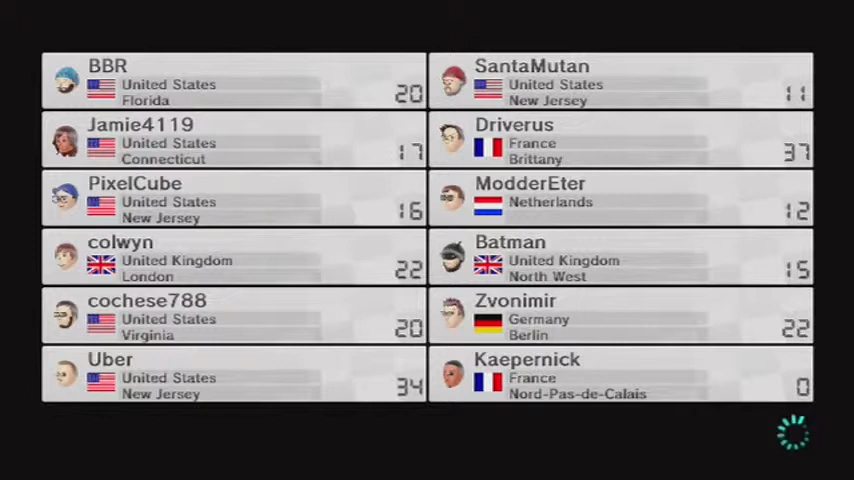 BBR
United States
Florida
20
Jamie4119
United States
Connecticut
17
PixelCube
United States
New Jersey
16
colwyn
United Kingdom
London
22
cochese788
United States
Virginia
20
Uber
United States
New Jersey
34
SantaMutan
United States
New Jersey
11
Driverus
France
Brittany
37
ModderEter
Netherlands
12
Batman
United Kingdom
North West
15
Zvonimir
Germany
Berlin
22
Kaepernick
France
Nord-Pas-de-Calais
0